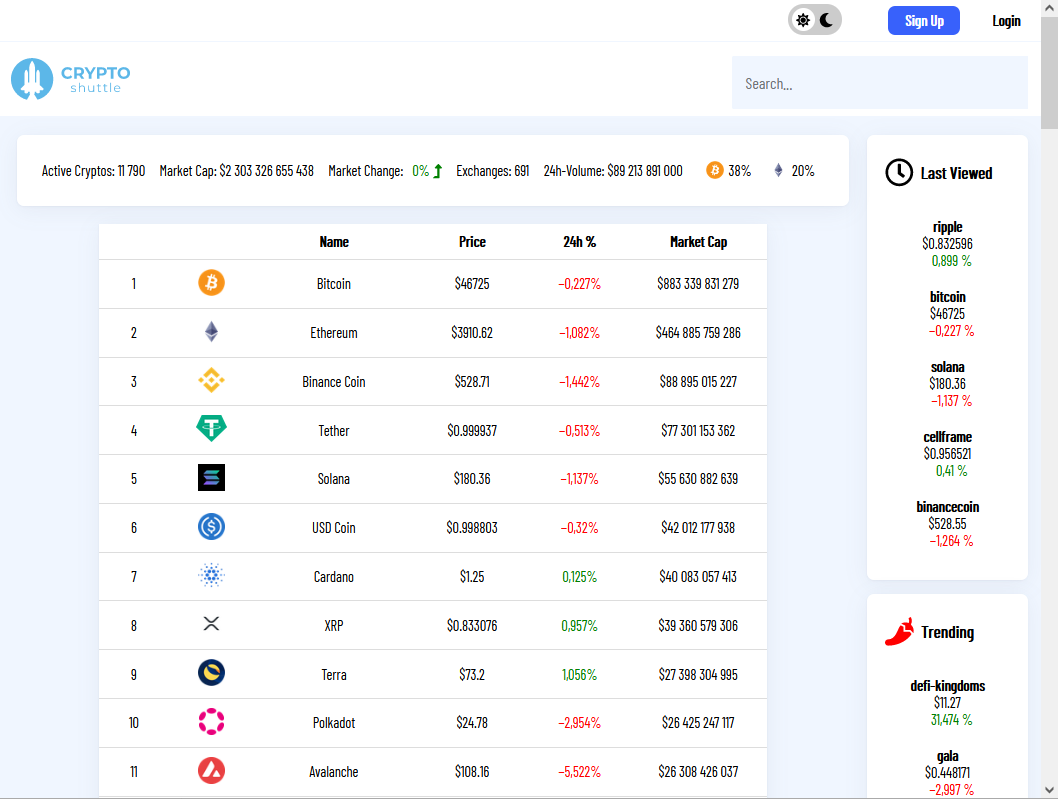 Sign Up
Login
CRYPTO
shuttle
Search...
Active Cryptos: 11 790 Market Cap: $2 303 326 655 438 Market Change: 0% Exchanges: 691 24h-Volume: $89 213 891 000 38% 20%
Name Price 24h % Market Cap
1 Bitcoin $46725 −0,227% $883 339 831 279
2 Ethereum $3910.62 −1,082% $464 885 759 286
3 Binance Coin $528.71 −1,442% $88 895 015 227
4 Tether $0.999937 −0,513% $77 301 153 362
5 Solana $180.36 −1,137% $55 630 882 639
6 USD Coin $0.998803 −0,32% $42 012 177 938
7 Cardano $1.25 0,125% $40 083 057 413
8 XRP $0.833076 0,957% $39 360 579 306
9 Terra $73.2 1,056% $27 398 304 995
10 Polkadot $24.78 −2,954% $26 425 247 117
11 Avalanche $108.16 −5,522% $26 308 426 037
Last Viewed
ripple
$0.832596
0,899 %
bitcoin
$46725
−0,227 %
solana
$180.36
−1,137 %
cellframe
$0.956521
0,41 %
binancecoin
$528.55
−1,264 %
Trending
defi-kingdoms
$11.27
31,474 %
gala
$0.448171
−2,997 %